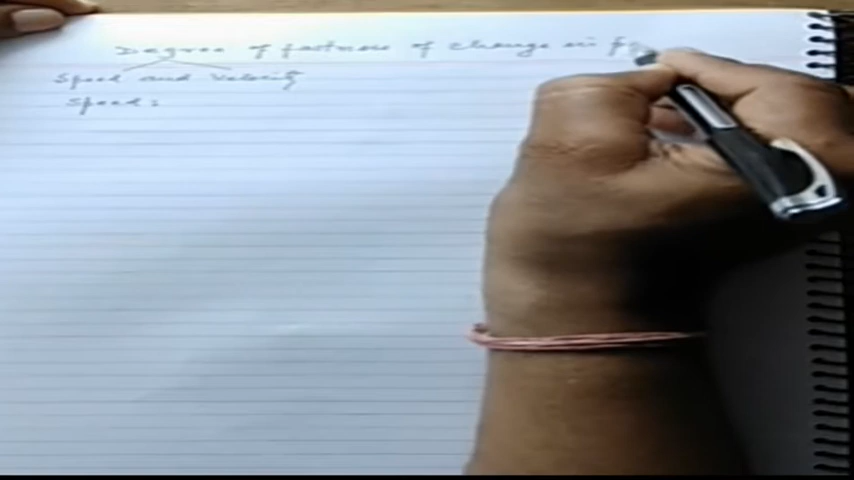 Degree of fastness of change in
Speed and Velocity
Speed :